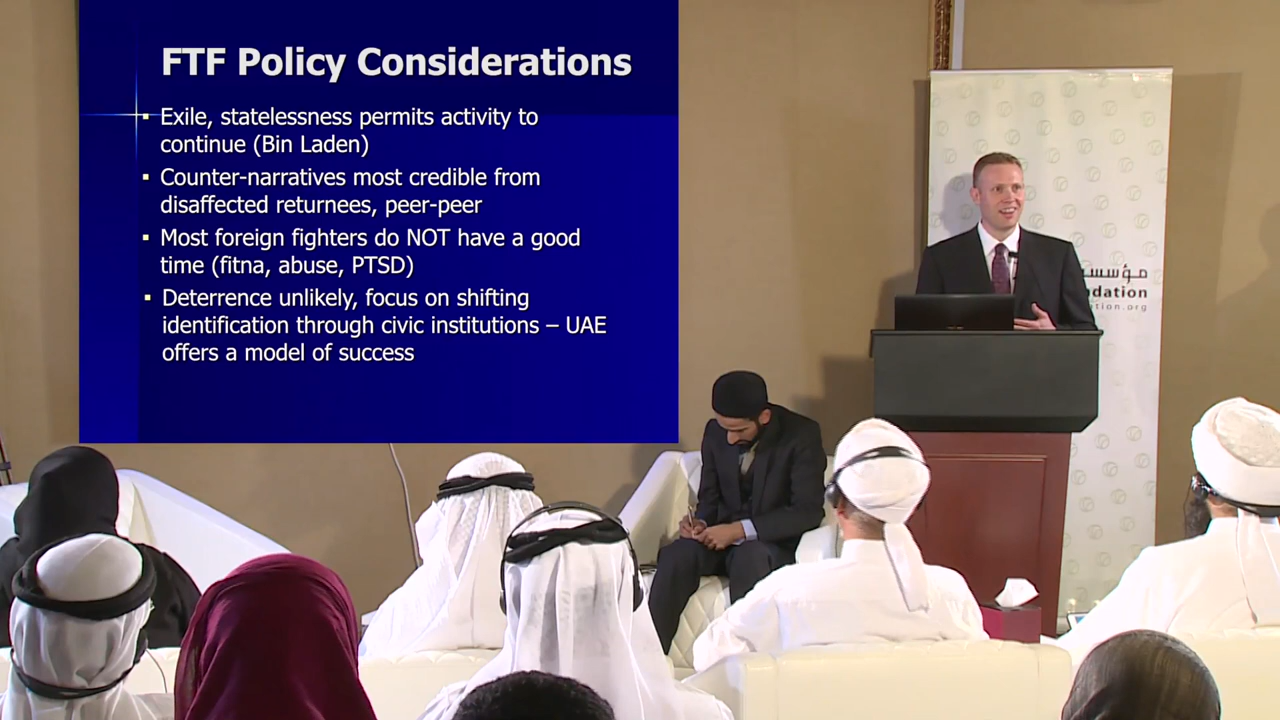 FTF Policy Considerations
▪ Exile, statelessness permits activity to
continue (Bin Laden)
▪ Counter-narratives most credible from
disaffected returnees, peer-peer
▪ Most foreign fighters do NOT have a good
time (fitna, abuse, PTSD)
▪ Deterrence unlikely, focus on shifting
identification through civic institutions – UAE
offers a model of success
مؤسسة
ndation
tion.org